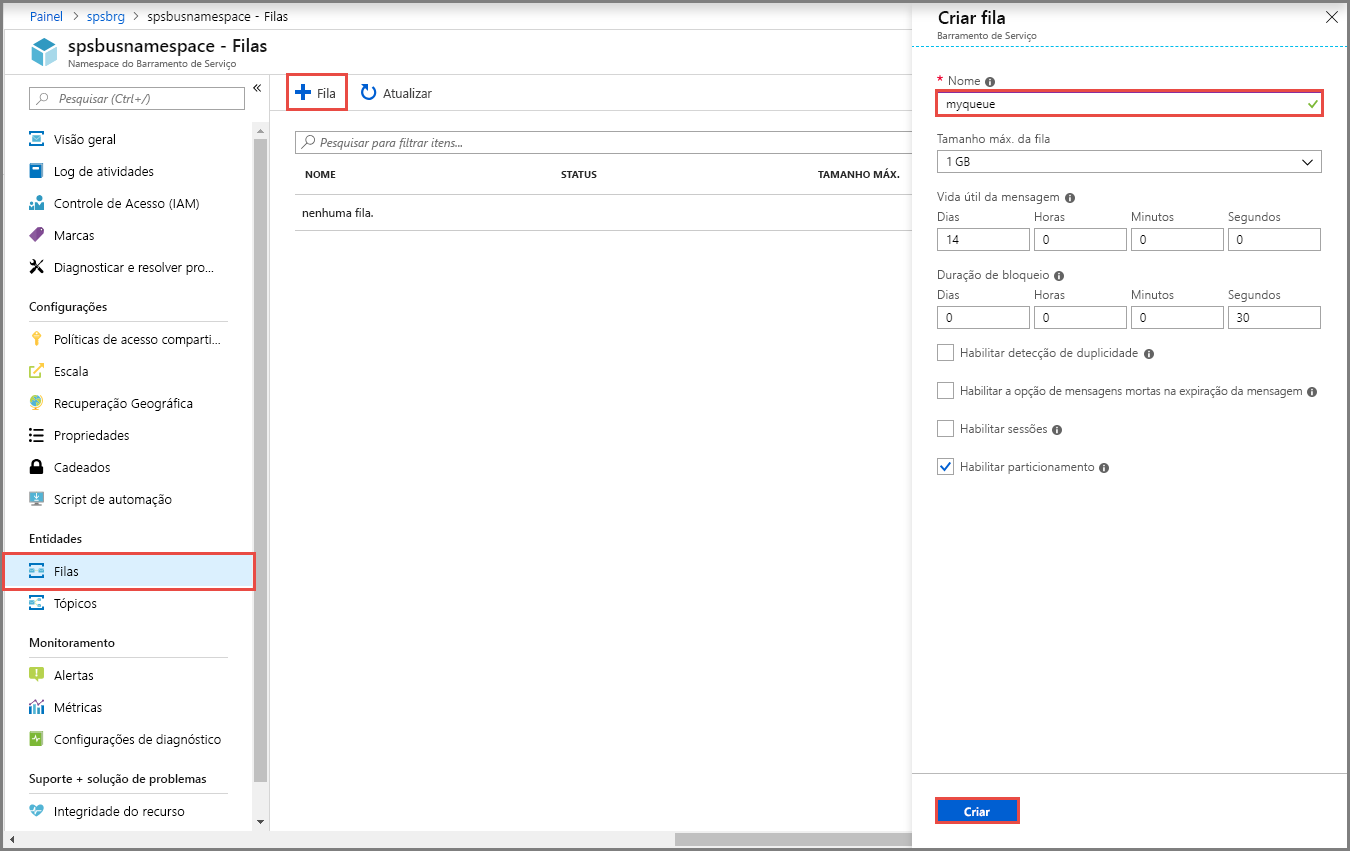 Painel > spsbrg > spsbusnamespace - Filas
spsbusnamespace - Filas
Namespace do Barramento de Serviço
Pesquisar (Ctrl+/)
«
Visão geral
Log de atividades
Controle de Acesso (IAM)
Marcas
Diagnosticar e resolver pro...
Configurações
Políticas de acesso comparti...
Escala
Recuperação Geográfica
Propriedades
Cadeados
Script de automação
Entidades
Filas
Tópicos
Monitoramento
Alertas
Métricas
Configurações de diagnóstico
Suporte + solução de problemas
Integridade do recurso
Fila Atualizar
Pesquisar para filtrar itens...
NOME STATUS TAMANHO MÁX.
nenhuma fila.
Criar fila
Barramento de Serviço
* Nome
myqueue
Tamanho máx. da fila
1 GB
Vida útil da mensagem
Dias Horas Minutos Segundos
14 0 0 0
Duração de bloqueio
Dias Horas Minutos Segundos
0 0 0 30
Habilitar detecção de duplicidade
Habilitar a opção de mensagens mortas na expiração da mensagem
Habilitar sessões
Habilitar particionamento
Criar